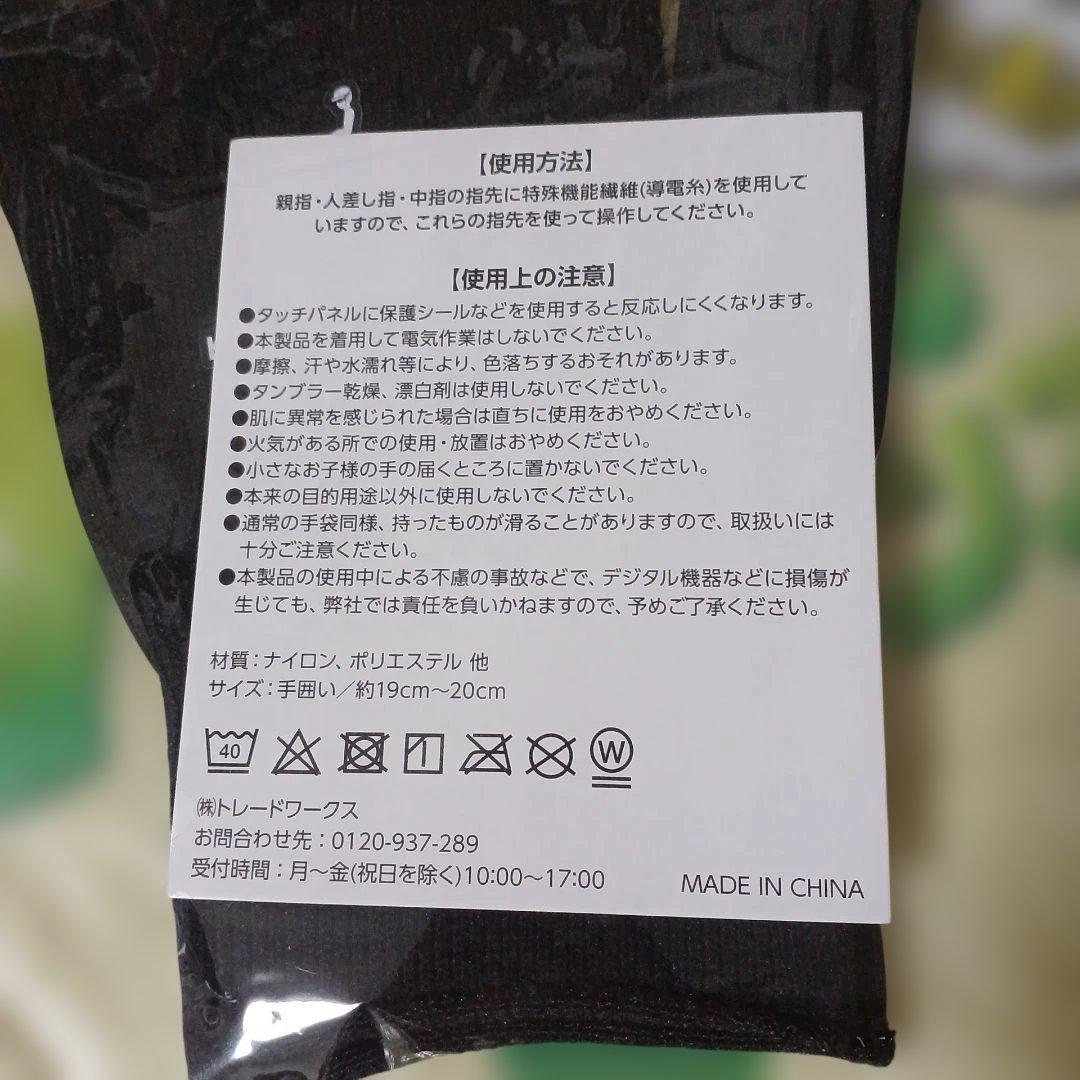 【使用方法】
親指・人差し指・中指の指先に特殊機能繊維(導電糸)を使用して
いますので、これらの指先を使って操作してください。
【使用上の注意】
●タッチパネルに保護シールなどを使用すると反応しにくくなります。
●本製品を着用して電気作業はしないでください。
●摩擦、汗や水濡れ等により、色落ちするおそれがあります。
●タンブラー乾燥、漂白剤は使用しないでください。
●肌に異常を感じられた場合は直ちに使用をおやめください。
●火気がある所での使用・放置はおやめください。
●小さなお子様の手の届くところに置かないでください。
●本来の目的用途以外に使用しないでください。
●通常の手袋同様、持ったものが滑ることがありますので、取扱いには
十分ご注意ください。
●本製品の使用中による不慮の事故などで、デジタル機器などに損傷が
生じても、弊社では責任を負いかねますので、予めご了承ください。
材質：ナイロン、ポリエステル 他
サイズ：手囲い／約19cm～20cm
40 W
㈱トレードワークス
お問合わせ先：0120-937-289
受付時間：月～金(祝日を除く)10:00～17:00
MADE IN CHINA